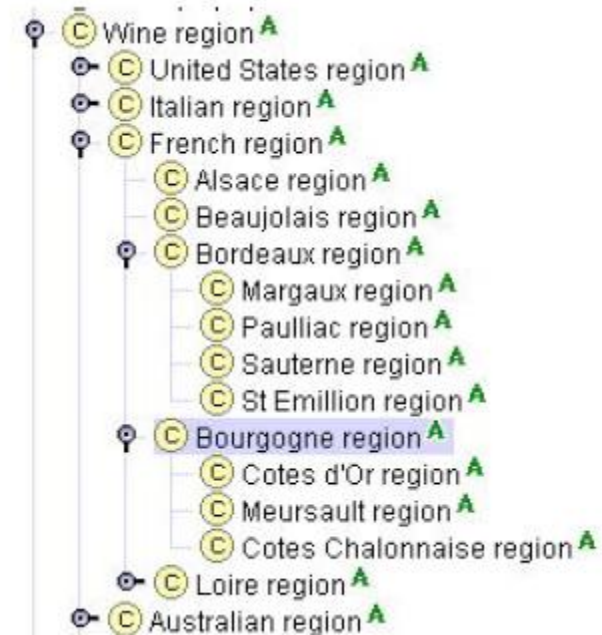 C Wine region A
C United States region A
C Italian region A
C French region A
C Alsace region A
C Beaujolais region A
C Bordeaux region A
C Margaux region A
C Paulliac region A
C Sauterne region A
C St Emillion region A
C Bourgogne region A
C Cotes d'Or region A
C Meursault region A
C Cotes Chalonnaise region A
C Loire region A
C Australian region A